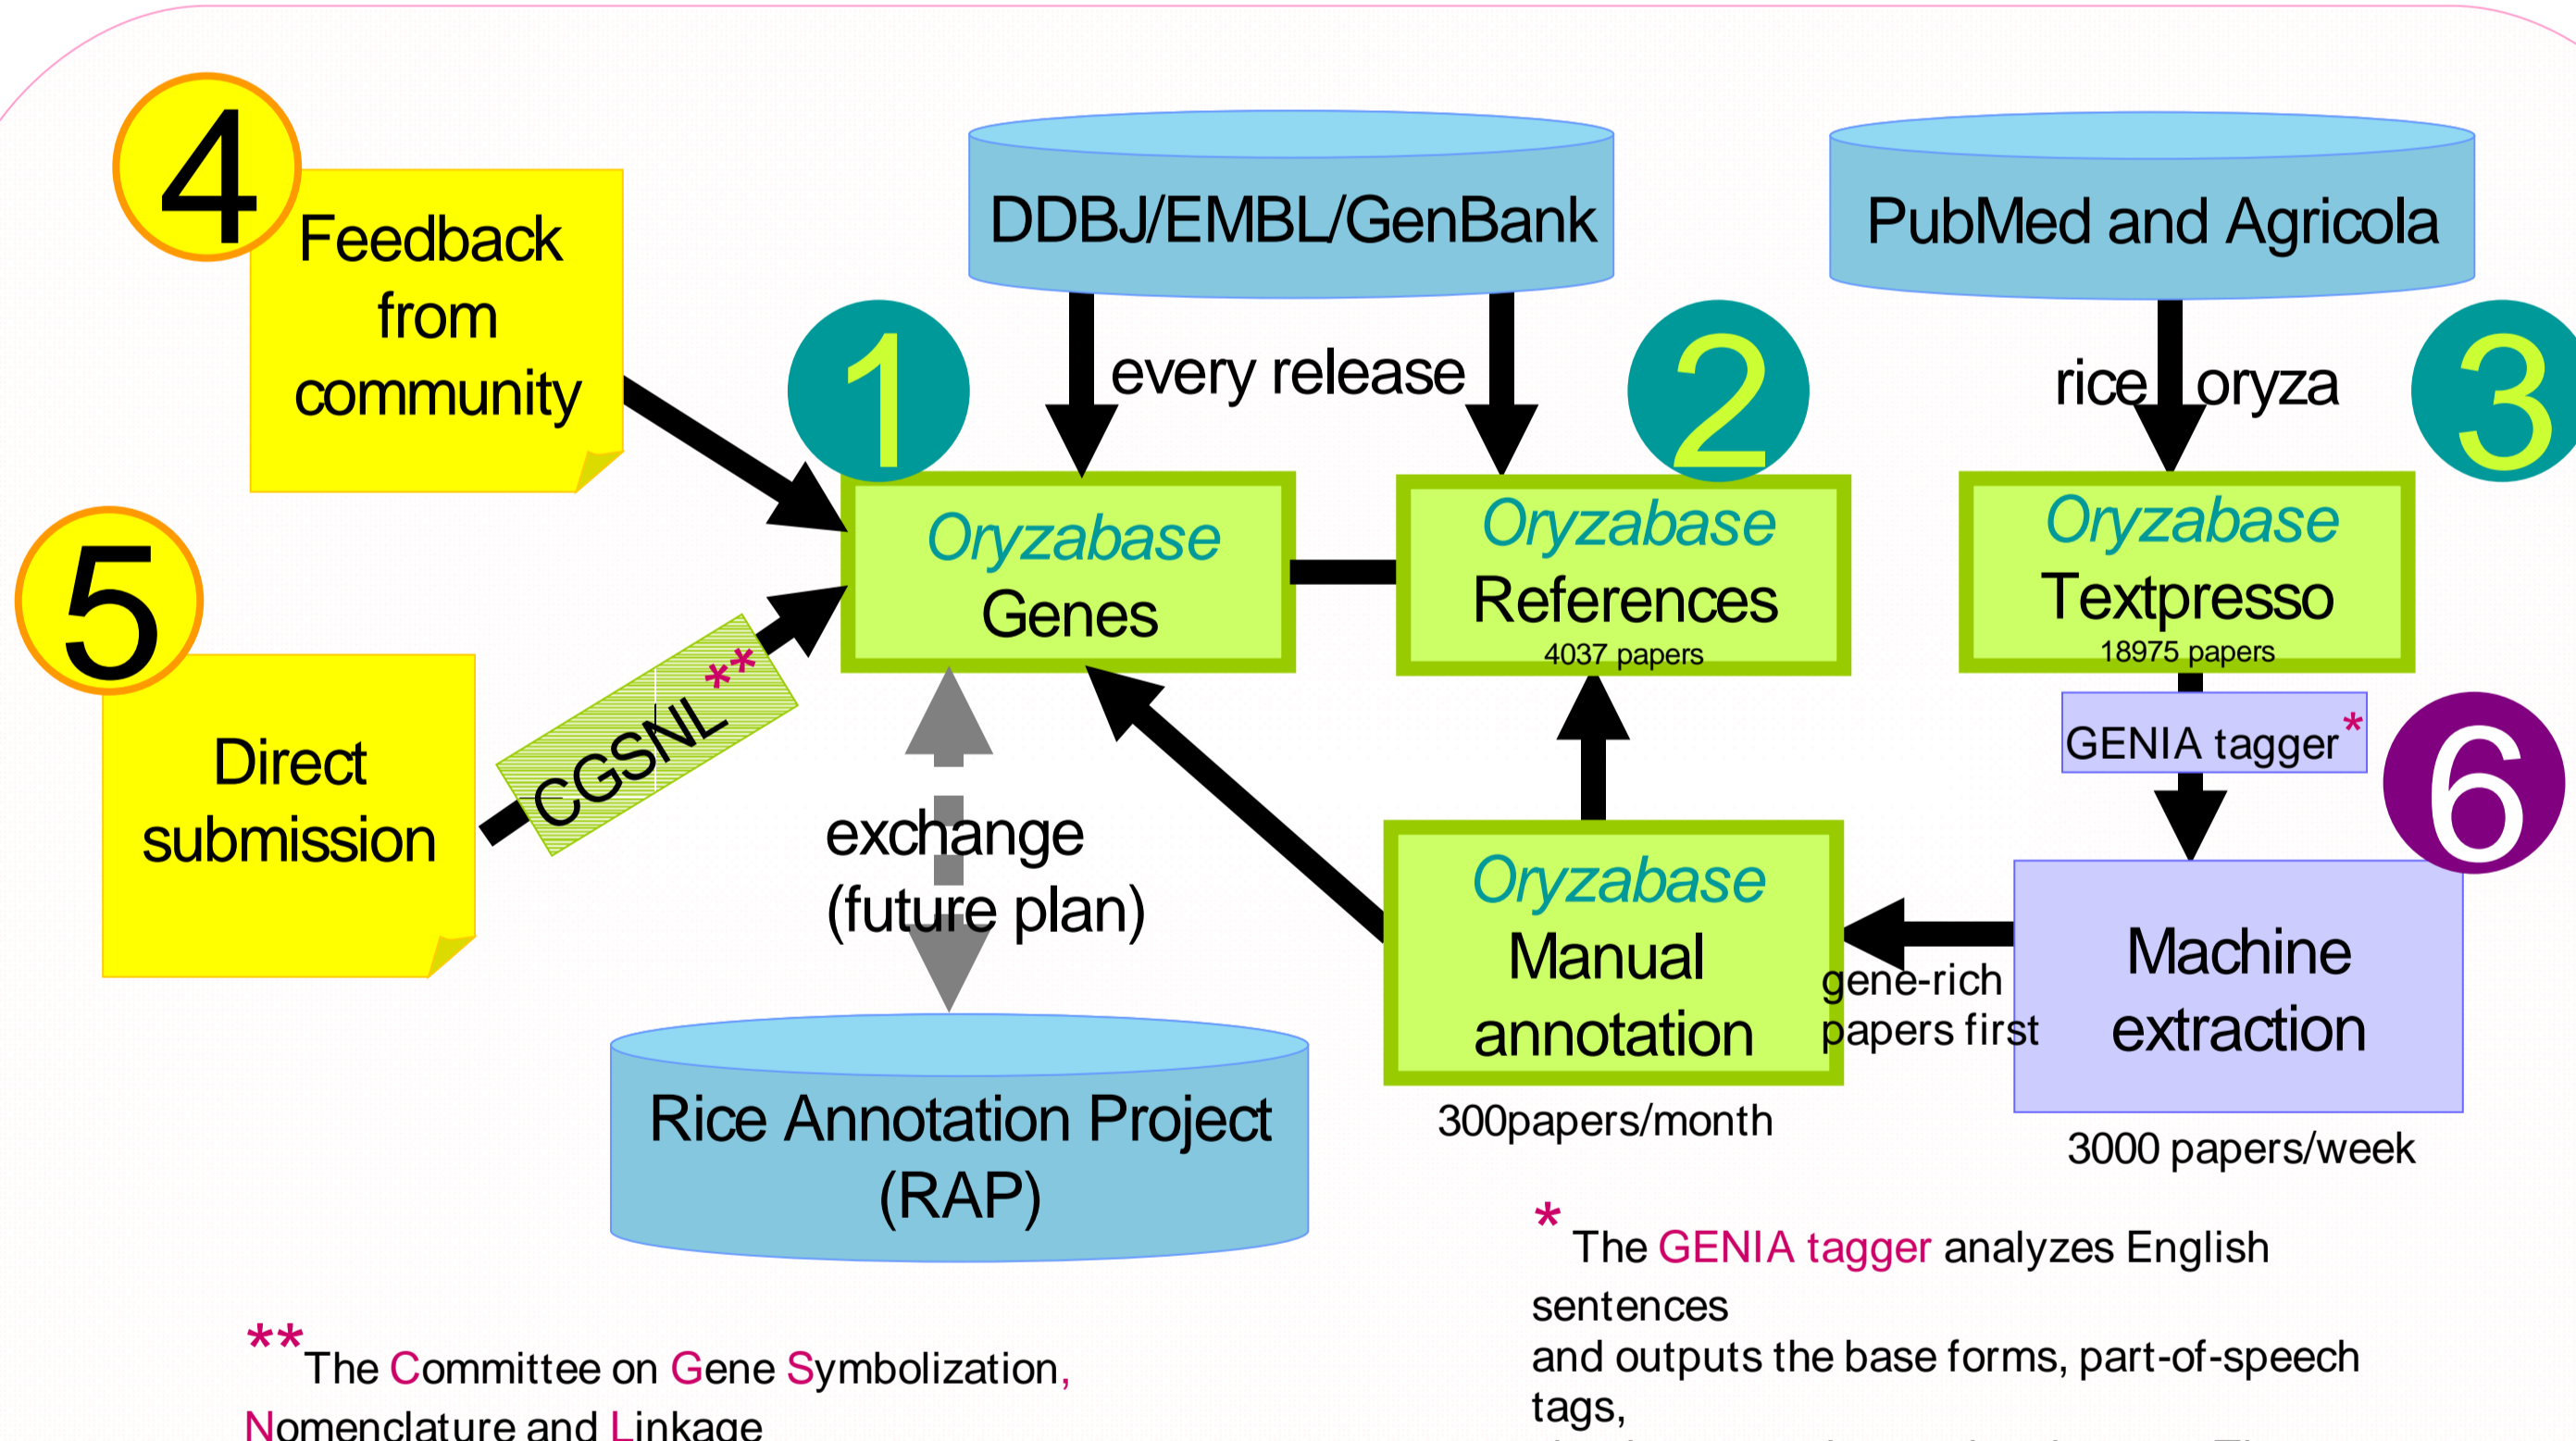 4
Feedback
from
community
5
Direct
submission
CGSNL**
DDBJ/EMBL/GenBank
every release
1
Oryzabase
Genes
2
Oryzabase
References
4037 papers
PubMed and Agricola
rice oryza
3
Oryzabase
Textpresso
18975 papers
GENIA tagger*
6
Machine
extraction
3000 papers/week
gene-rich
papers first
Oryzabase
Manual
annotation
300papers/month
exchange
(future plan)
Rice Annotation Project
(RAP)
* The GENIA tagger analyzes English
sentences
and outputs the base forms, part-of-speech
tags,
**The Committee on Gene Symbolization,
Nomenclature and Linkage